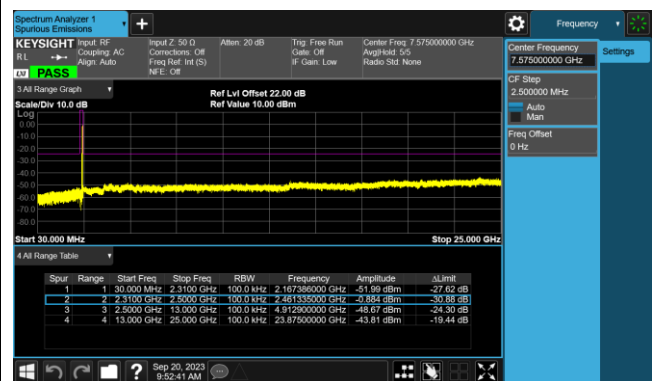 Spectrum Analyzer 1
Spurious Emissions
Frequency
KEYSIGHT Input: RF Input Z: 50 Ω Atten: 20 dB Trig: Free Run Center Freq: 7.575000000 GHz
Coupling: AC Corrections: Off Gate: Off Avg|Hold: 5/5
R L Align: Auto Freq Ref: Int (S) IF Gain: Low Radio Std: None
LXI PASS NFE: Off
Center Frequency
7.575000000 GHz
Settings
CF Step
2.500000 MHz
Auto
Man
Freq Offset
0 Hz
3 All Range Graph
Ref Lvl Offset 22.00 dB
Scale/Div 10.0 dB Ref Value 10.00 dBm
Log
0.00
-10.0
-20.0
-30.0
-40.0
-50.0
-60.0
-70.0
-80.0
Start 30.000 MHz Stop 25.000 GHz
4 All Range Table
Spur Range Start Freq Stop Freq RBW Frequency Amplitude ΔLimit
1 1 30.000 MHz 2.3100 GHz 100.0 kHz 2.167386000 GHz -51.99 dBm -27.62 dB
2 2 2.3100 GHz 2.5000 GHz 100.0 kHz 2.461335000 GHz -0.884 dBm -30.88 dB
3 3 2.5000 GHz 13.000 GHz 100.0 kHz 4.912900000 GHz -48.67 dBm -24.30 dB
4 4 13.000 GHz 25.000 GHz 100.0 kHz 23.87500000 GHz -43.81 dBm -19.44 dB
Sep 20, 2023
9:52:41 AM